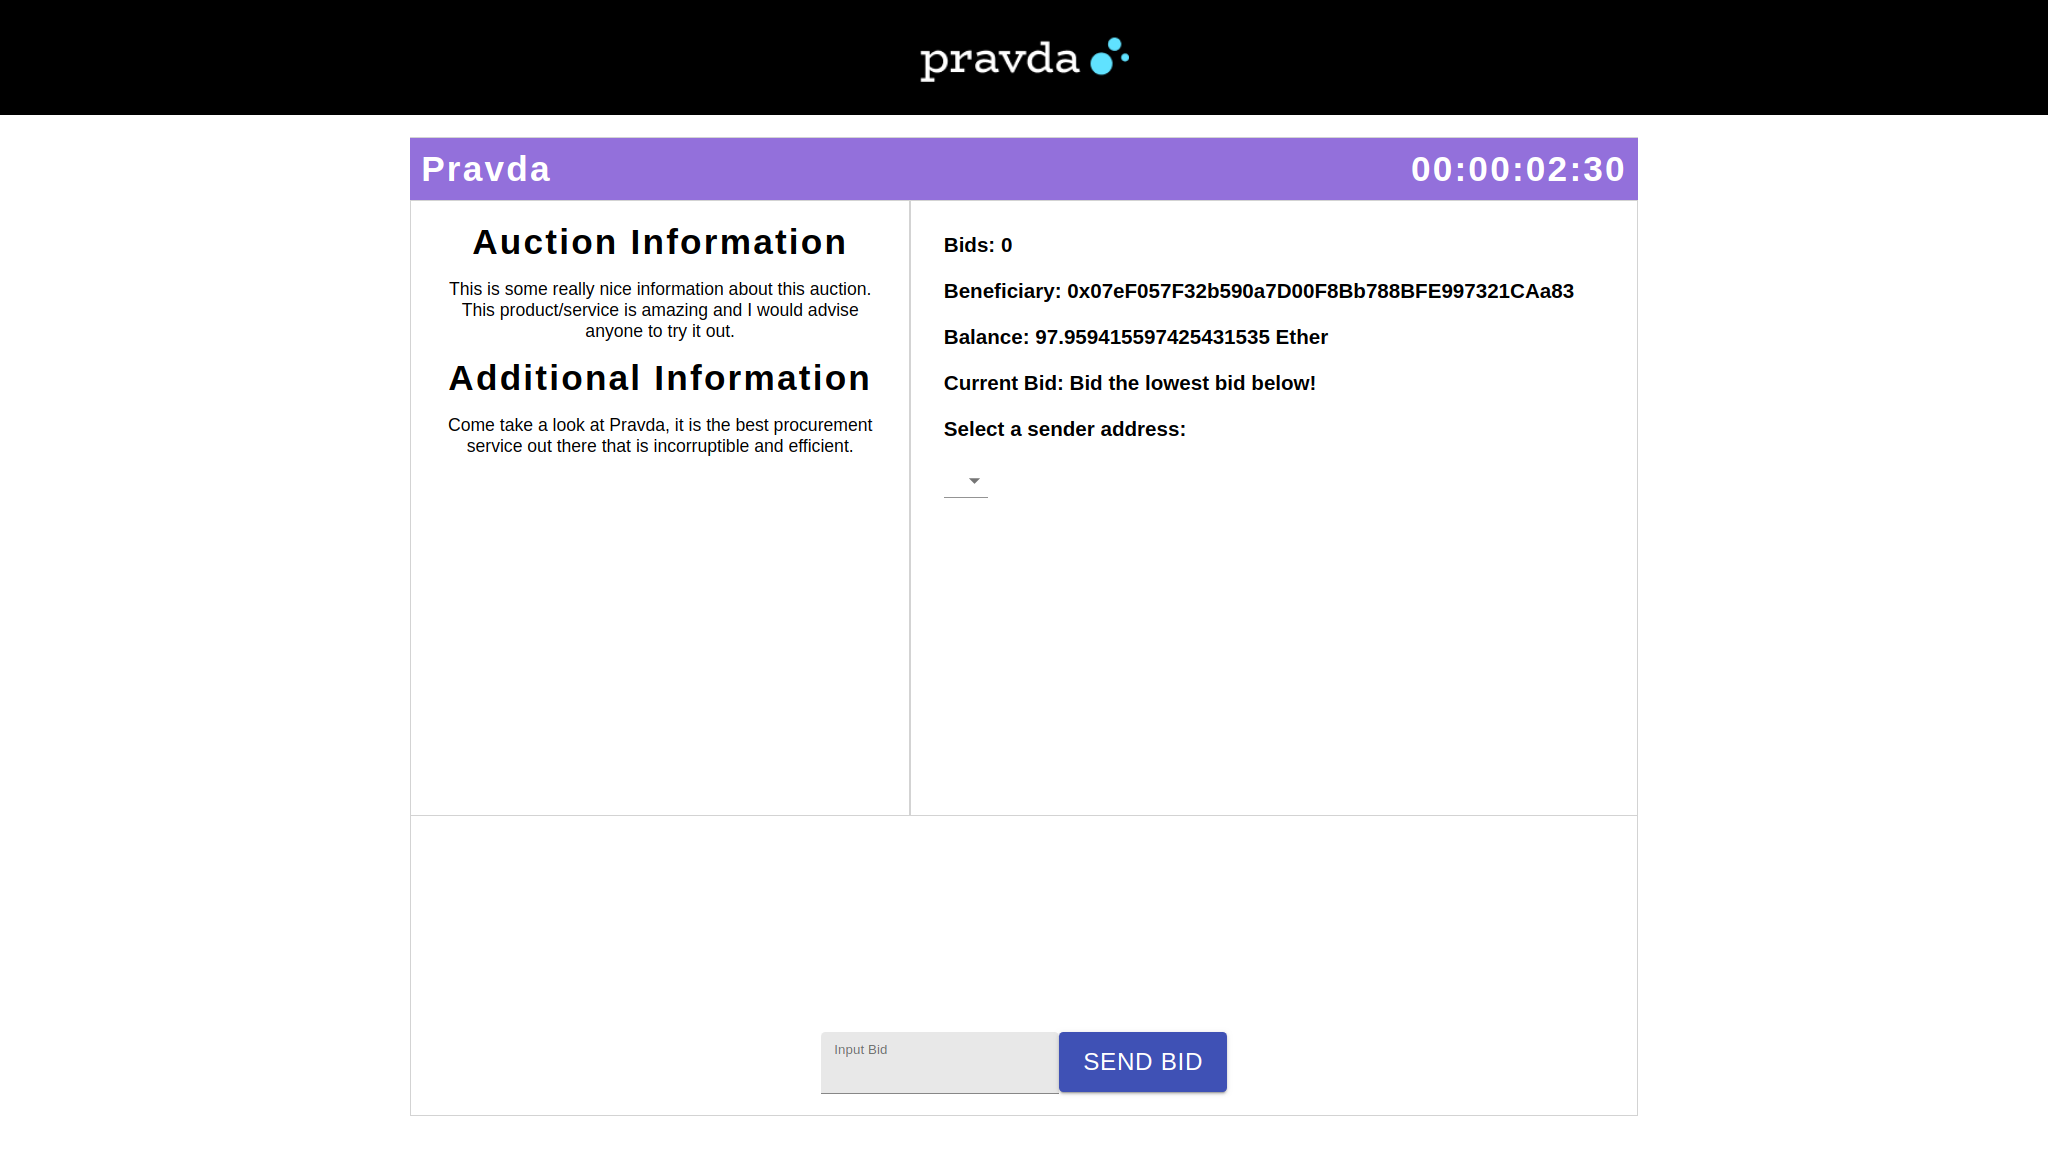 pravda
Pravda
00:00:02:30
Auction Information
This is some really nice information about this auction.
This product/service is amazing and I would advise
anyone to try it out.
Additional Information
Come take a look at Pravda, it is the best procurement
service out there that is incorruptible and efficient.
Bids: 0
Beneficiary: 0x07eF057F32b590a7D00F8Bb788BFE997321CAa83
Balance: 97.959415597425431535 Ether
Current Bid: Bid the lowest bid below!
Select a sender address:
Input Bid
SEND BID